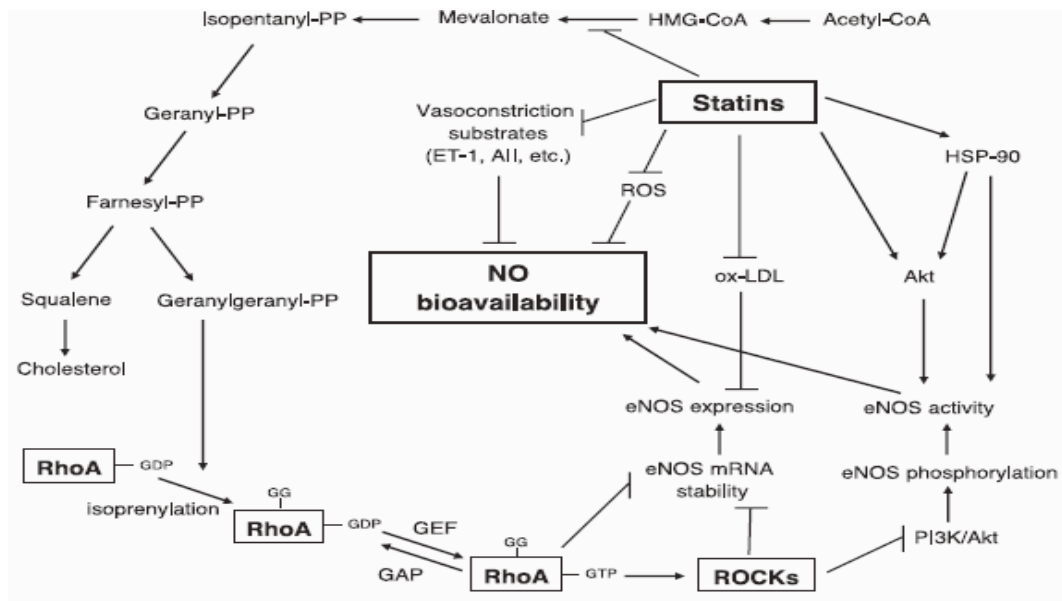 Isopentanyl-PP
Mevalonate
HMG-CoA
Acetyl-CoA
Statins
Geranyl-PP
Vasoconstriction
substrates
(ET-1, AII, etc.)
HSP-90
ROS
Farnesyl-PP
NO
bioavailability
ox-LDL
Akt
Squalene
Geranylgeranyl-PP
Cholesterol
eNOS expression
eNOS activity
RhoA
GDP
eNOS mRNA
stability
eNOS phosphorylation
isoprenylation
GG
RhoA
GDP
GEF
GAP
GG
RhoA
GTP
ROCKs
PI3K/Akt